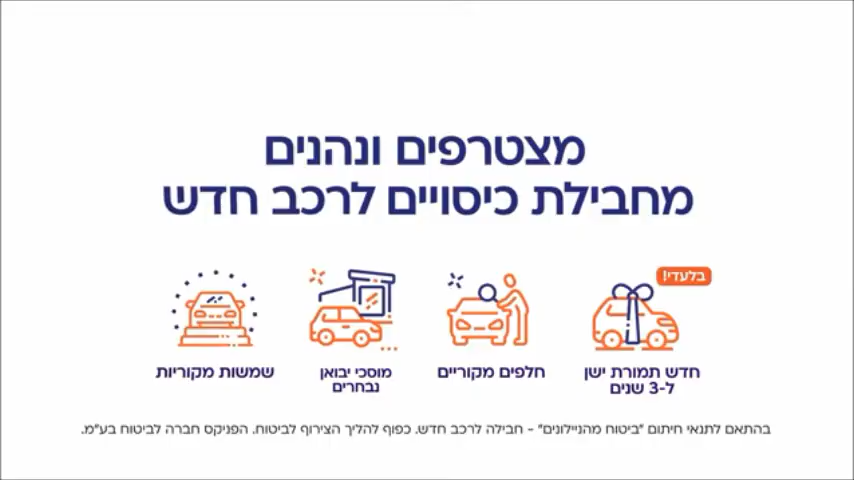 מצטרפים ונהנים
מחבילת כיסויים לרכב חדש
בלעדי!
חדש תמורת ישן
ל-3 שנים
חלפים מקוריים
מוסכי יבואן
נבחרים
שמשות מקוריות
בהתאם לתנאי חיתום "ביטוח מהניילונים" - חבילה לרכב חדש. כפוף להליך הצירוף לביטוח. הפניקס חברה לביטוח בע"מ.